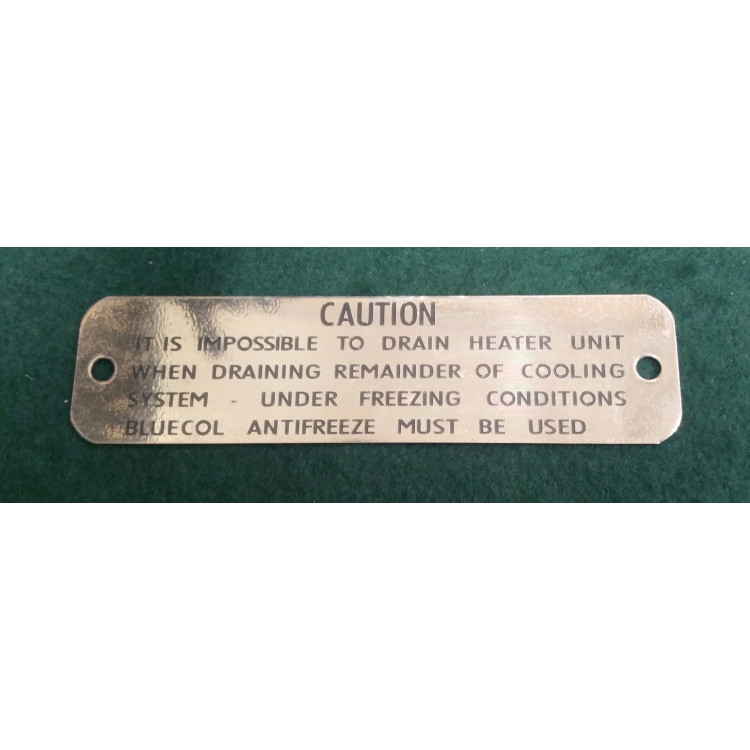 CAUTION
IT IS IMPOSSIBLE TO DRAIN HEATER UNIT
WHEN DRAINING REMAINDER OF COOLING
SYSTEM - UNDER FREEZING CONDITIONS
BLUECOL ANTIFREEZE MUST BE USED